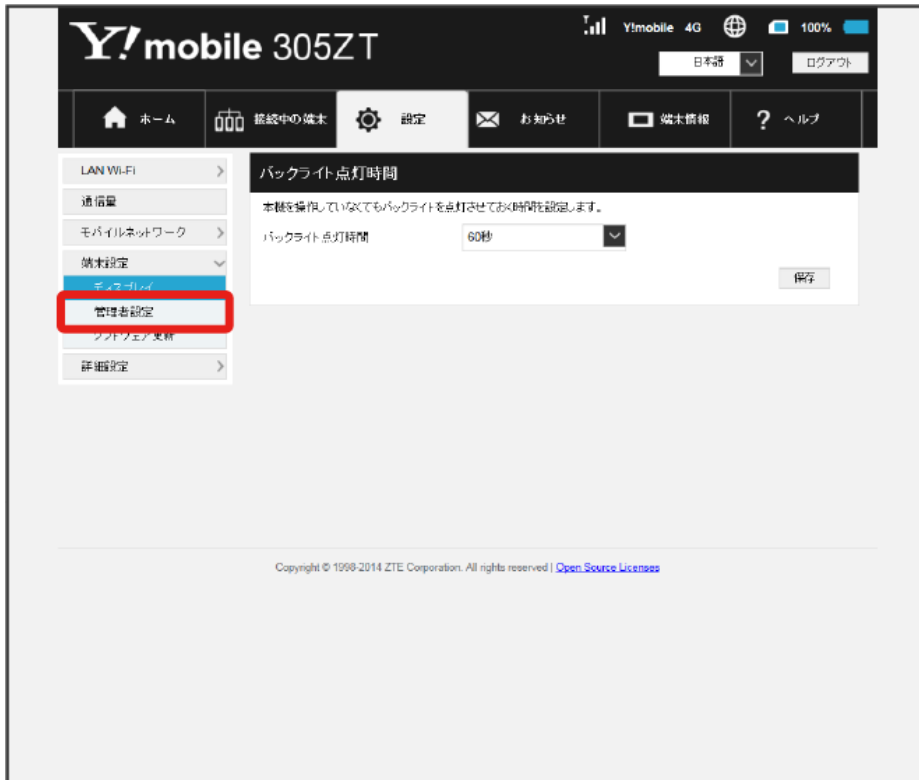 Y! mobile 305ZT
Y!mobile 4G 100%
日本語
ログアウト
ホーム
接続中の端末
設定
お知らせ
端末情報
? ヘルプ
LAN Wi-Fi
通信量
モバイルネットワーク
端末設定
ディスプレイ
管理者設定
ソフトウェア更新
詳細設定
バックライト点灯時間
本機を操作していなくてもバックライトを点灯させておく時間を設定します。
バックライト点灯時間
60秒
保存
Copyright © 1998-2014 ZTE Corporation. All rights reserved | Open Source Licenses